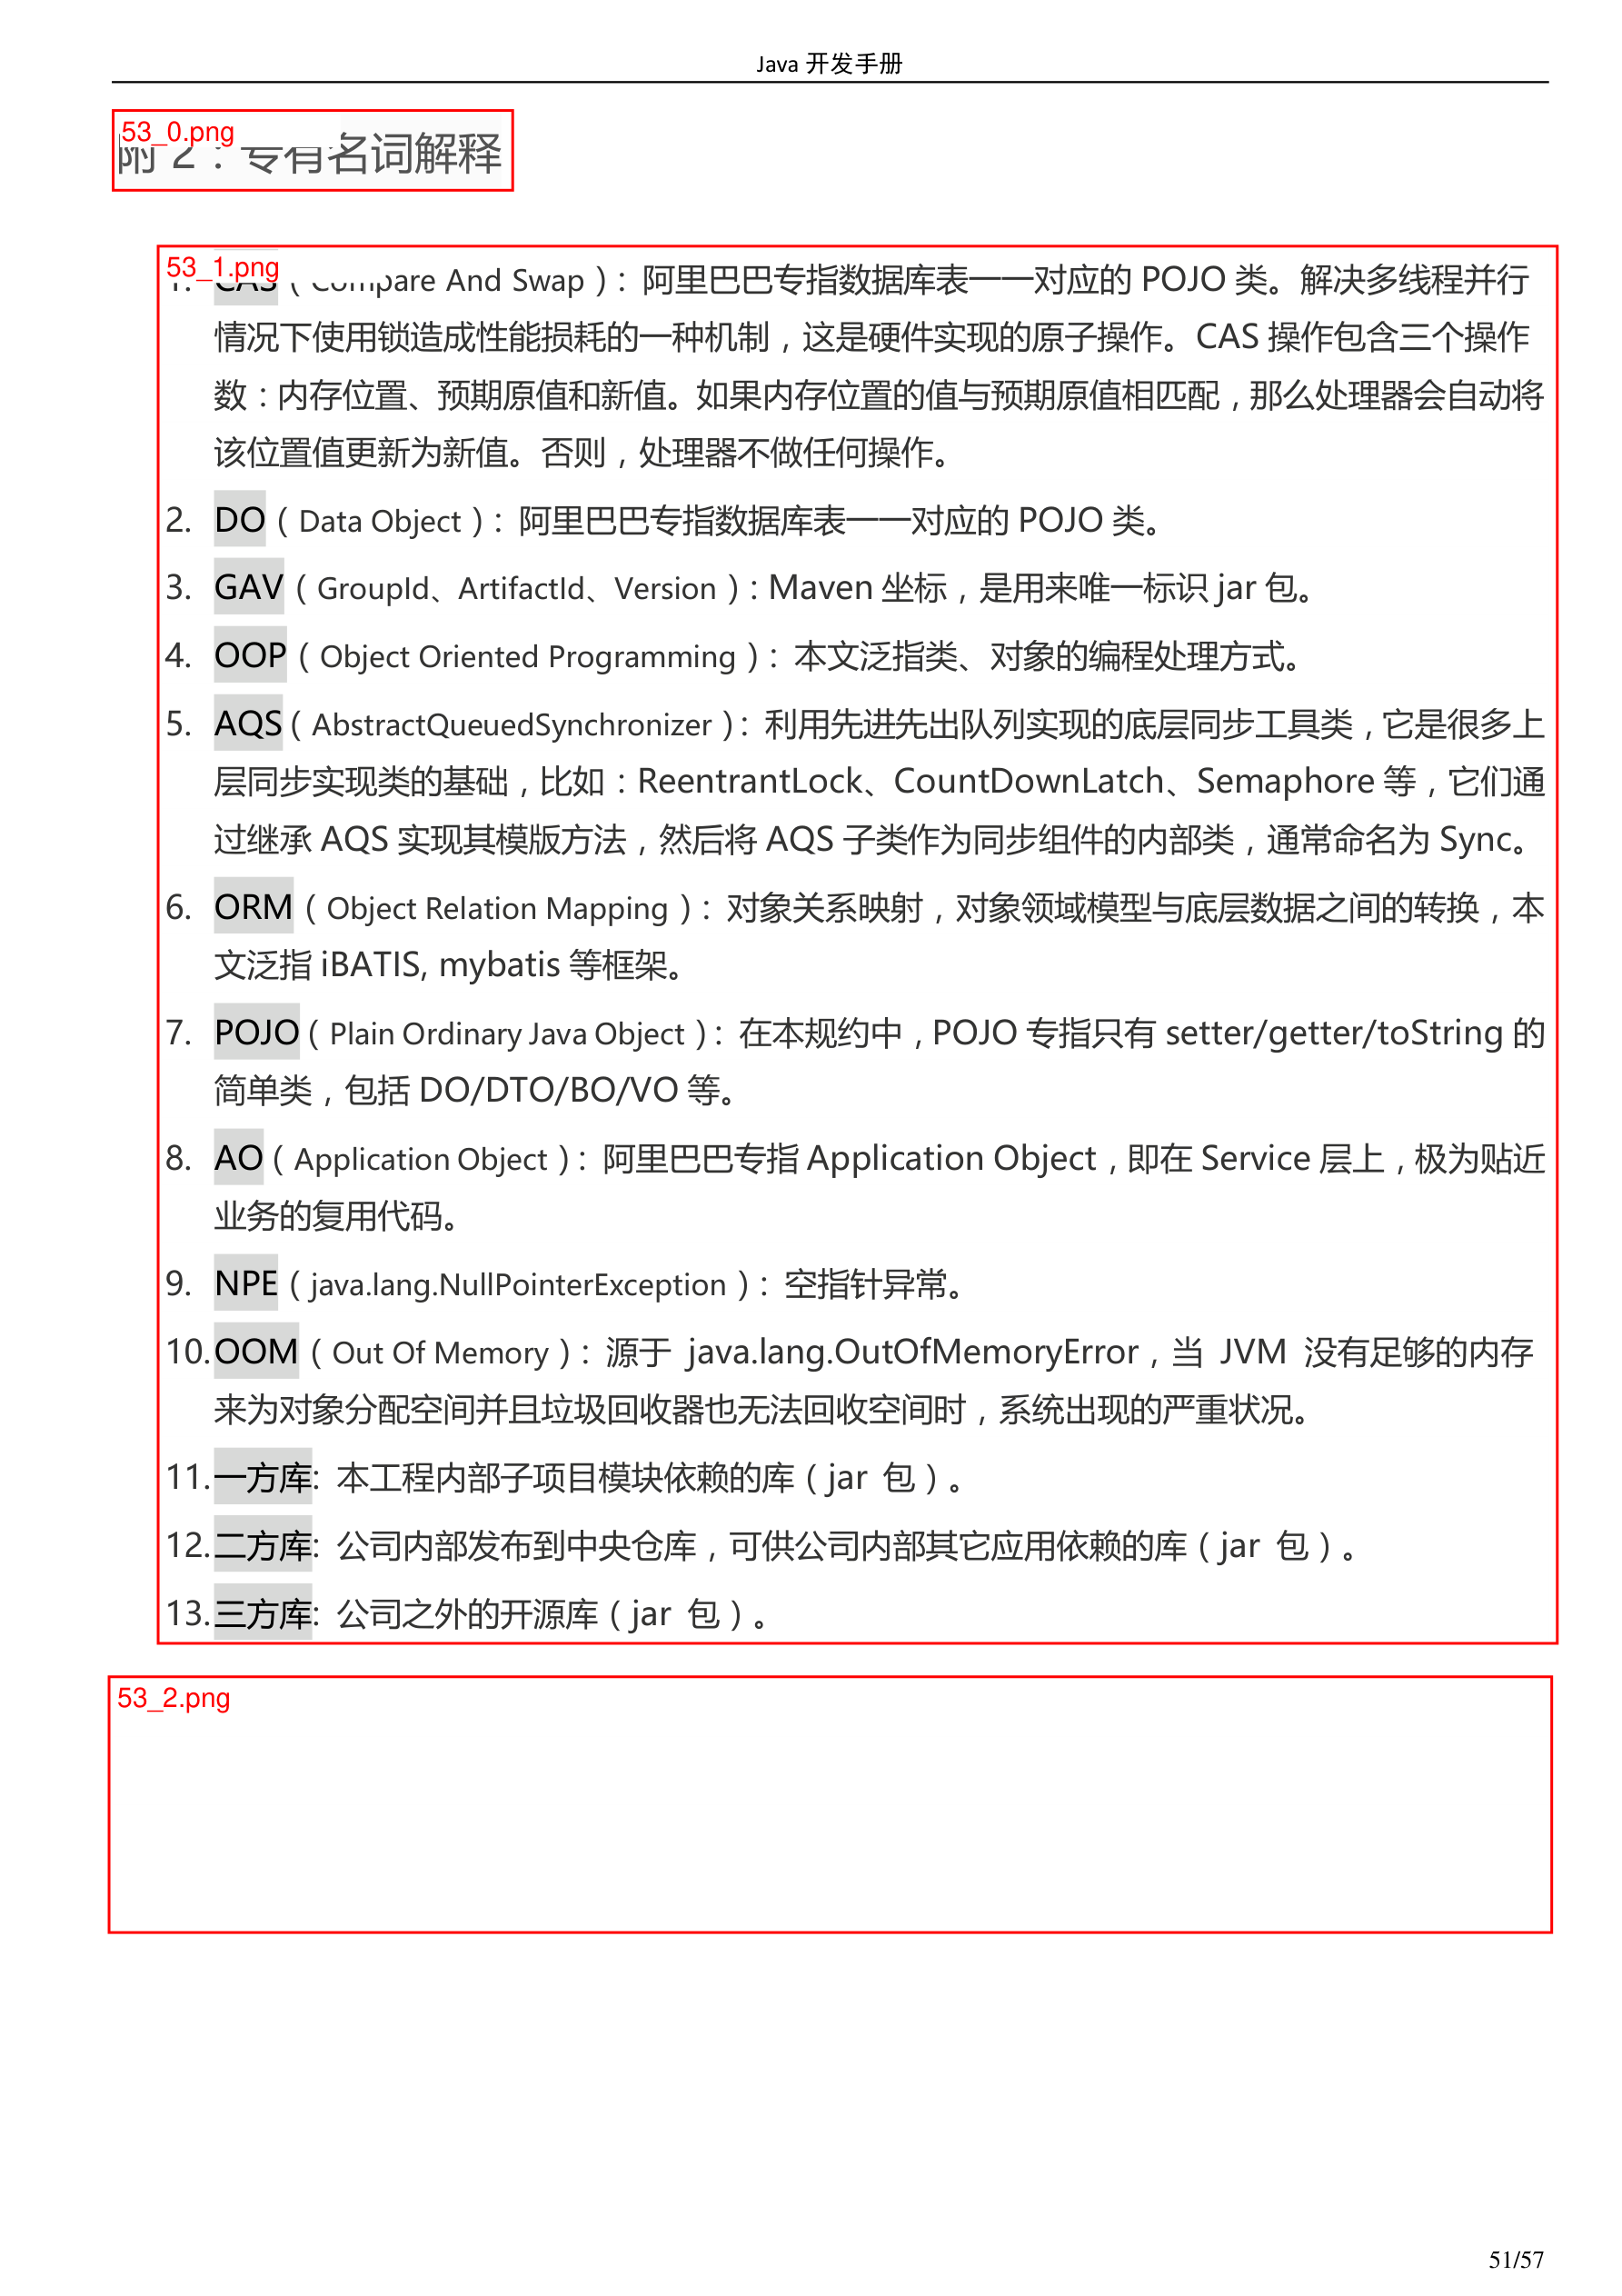 Java 开发手册
53_0.png
附 2：专有名词解释
53_1.png
1. CAS（Compare And Swap）：阿里巴巴专指数据库表一一对应的 POJO 类。解决多线程并行
情况下使用锁造成性能损耗的一种机制，这是硬件实现的原子操作。CAS 操作包含三个操作
数：内存位置、预期原值和新值。如果内存位置的值与预期原值相匹配，那么处理器会自动将
该位置值更新为新值。否则，处理器不做任何操作。
2. DO（Data Object）：阿里巴巴专指数据库表一一对应的 POJO 类。
3. GAV（GroupId、ArtifactId、Version）：Maven 坐标，是用来唯一标识 jar 包。
4. OOP（Object Oriented Programming）：本文泛指类、对象的编程处理方式。
5. AQS（AbstractQueuedSynchronizer）：利用先进先出队列实现的底层同步工具类，它是很多上
层同步实现类的基础，比如：ReentrantLock、CountDownLatch、Semaphore 等，它们通
过继承 AQS 实现其模版方法，然后将 AQS 子类作为同步组件的内部类，通常命名为 Sync。
6. ORM（Object Relation Mapping）：对象关系映射，对象领域模型与底层数据之间的转换，本
文泛指 iBATIS, mybatis 等框架。
7. POJO（Plain Ordinary Java Object）：在本规约中，POJO 专指只有 setter/getter/toString 的
简单类，包括 DO/DTO/BO/VO 等。
8. AO（Application Object）：阿里巴巴专指 Application Object，即在 Service 层上，极为贴近
业务的复用代码。
9. NPE（java.lang.NullPointerException）：空指针异常。
10. OOM（Out Of Memory）：源于 java.lang.OutOfMemoryError，当 JVM 没有足够的内存
来为对象分配空间并且垃圾回收器也无法回收空间时，系统出现的严重状况。
11. 一方库: 本工程内部子项目模块依赖的库（jar 包）。
12. 二方库: 公司内部发布到中央仓库，可供公司内部其它应用依赖的库（jar 包）。
13. 三方库: 公司之外的开源库（jar 包）。
53_2.png
51/57